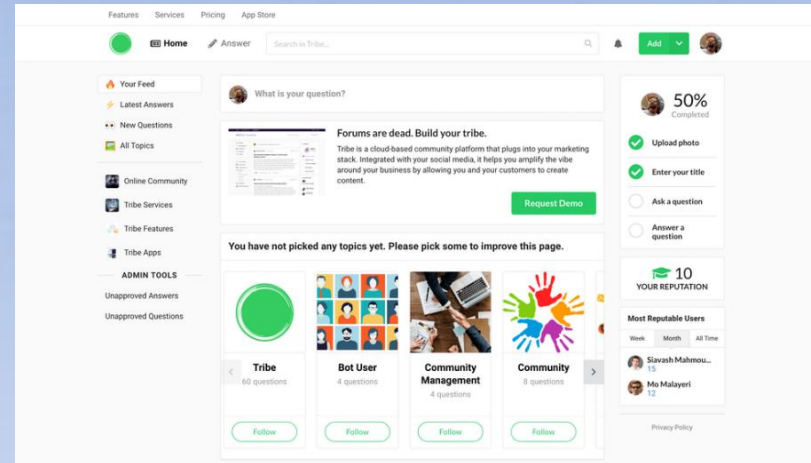 Features Services Pricing App Store
Home Answer Search in Tribe... Add
Your Feed
Latest Answers
New Questions
All Topics
Online Community
Tribe Services
Tribe Features
Tribe Apps
ADMIN TOOLS
Unapproved Answers
Unapproved Questions
What is your question?
Forums are dead. Build your tribe.
Tribe is a cloud-based community platform that plugs into your marketing
stack. Integrated with your social media, it helps you amplify the vibe
around your business by allowing you and your customers to create
content.
Request Demo
You have not picked any topics yet. Please pick some to improve this page.
Tribe
60 questions
Follow
Bot User
4 questions
Follow
Community
Management
4 questions
Follow
Community
8 questions
Follow
50%
Completed
Upload photo
Enter your title
Ask a question
Answer a
question
10
YOUR REPUTATION
Most Reputable Users
Week Month All Time
Siavash Mahmou...
15
Mo Malayeri
12
Privacy Policy